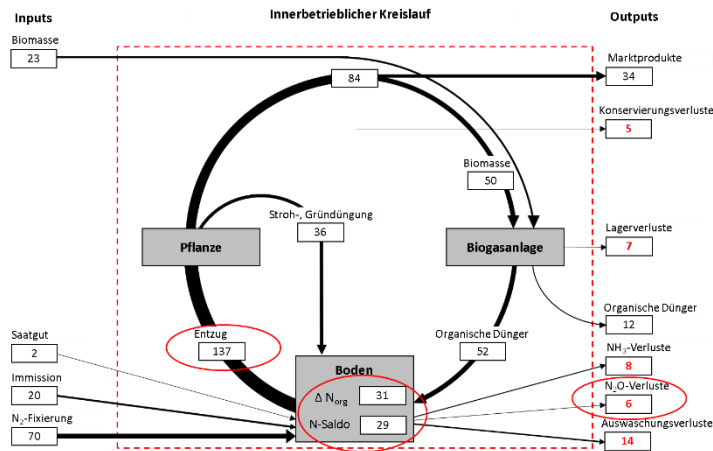 Inputs
Innerbetrieblicher Kreislauf
Outputs
Biomasse
23
84
Marktprodukte
34
Konservierungsverluste
5
Biomasse
50
Stroh-, Gründüngung
36
Pflanze
Biogasanlage
Lagerverluste
7
Organische Dünger
12
Entzug
137
Organische Dünger
52
Saatgut
2
Immission
20
N₂-Fixierung
70
Boden
Δ Norg
31
N-Saldo
29
NH₃-Verluste
8
N₂O-Verluste
6
Auswaschungsverluste
14